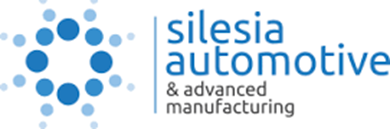 silesia
automotive
& advanced
manufacturing